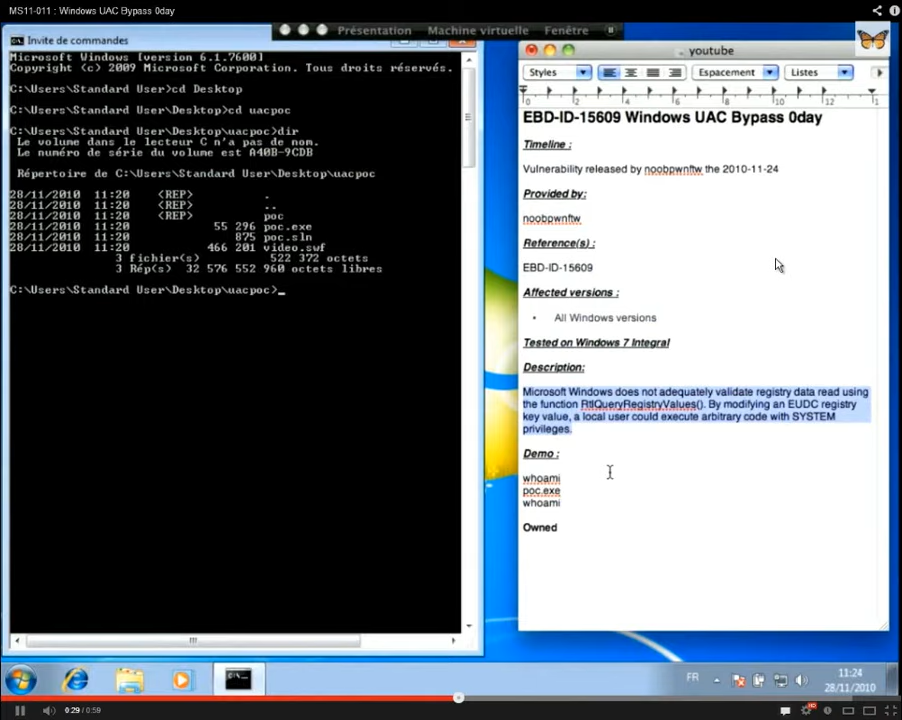 MS11-011 : Windows UAC Bypass 0day
Présentation Machine virtuelle Fenêtre
Invite de commandes
Microsoft Windows [version 6.1.7600]
Copyright (c) 2009 Microsoft Corporation. Tous droits réservés.
C:\Users\Standard User>cd Desktop
C:\Users\Standard User\Desktop>cd uacpoc
C:\Users\Standard User\Desktop\uacpoc>dir
Le volume dans le lecteur C n'a pas de nom.
Le numéro de série du volume est A40B-9CDB
Répertoire de C:\Users\Standard User\Desktop\uacpoc
28/11/2010 11:20 <REP> .
28/11/2010 11:20 <REP> ..
28/11/2010 11:20 <REP> poc
28/11/2010 11:20 55 296 poc.exe
28/11/2010 11:20 875 poc.sln
28/11/2010 11:20 466 201 video.swf
3 fichier(s) 522 372 octets
3 Rép(s) 32 576 552 960 octets libres
C:\Users\Standard User\Desktop\uacpoc>_
youtube
Styles Espacement Listes
0 2 4 6 8 10 12 1
EBD-ID-15609 Windows UAC Bypass 0day
Timeline :
Vulnerability released by noobpwnftw the 2010-11-24
Provided by:
noobpwnftw
Reference(s) :
EBD-ID-15609
Affected versions :
• All Windows versions
Tested on Windows 7 Integral
Description:
Microsoft Windows does not adequately validate registry data read using
the function RtlQueryRegistryValues(). By modifying an EUDC registry
key value, a local user could execute arbitrary code with SYSTEM
privileges.
Demo :
whoami
poc.exe
whoami
Owned
FR
11:24
28/11/2010
0:29 / 0:59